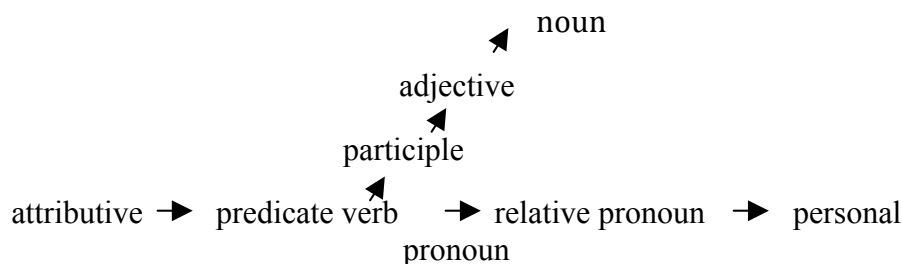 noun
adjective
participle
attributive → predicate verb → relative pronoun → personal
pronoun